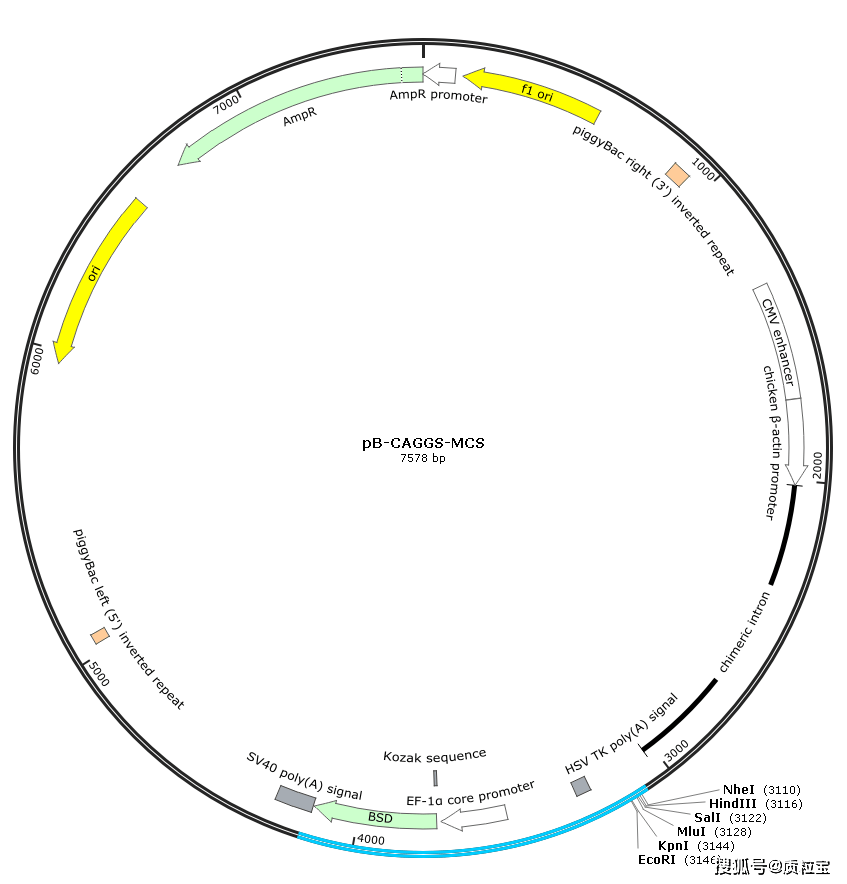 AmpR promoter
f1 ori
piggyBac right (3') inverted repeat
1000
CMV enhancer
chicken β-actin promoter
2000
chimeric intron
3000
HSV TK poly(A) signal
NheI (3110)
HindIII (3116)
SalI (3122)
MluI (3128)
KpnI (3144)
EcoRI
EF-1α core promoter
Kozak sequence
4000
BSD
SV40 poly(A) signal
5000
piggyBac left (5') inverted repeat
6000
ori
7000
AmpR
pB-CAGGS-MCS
7578 bp
搜狐号@质粒宝